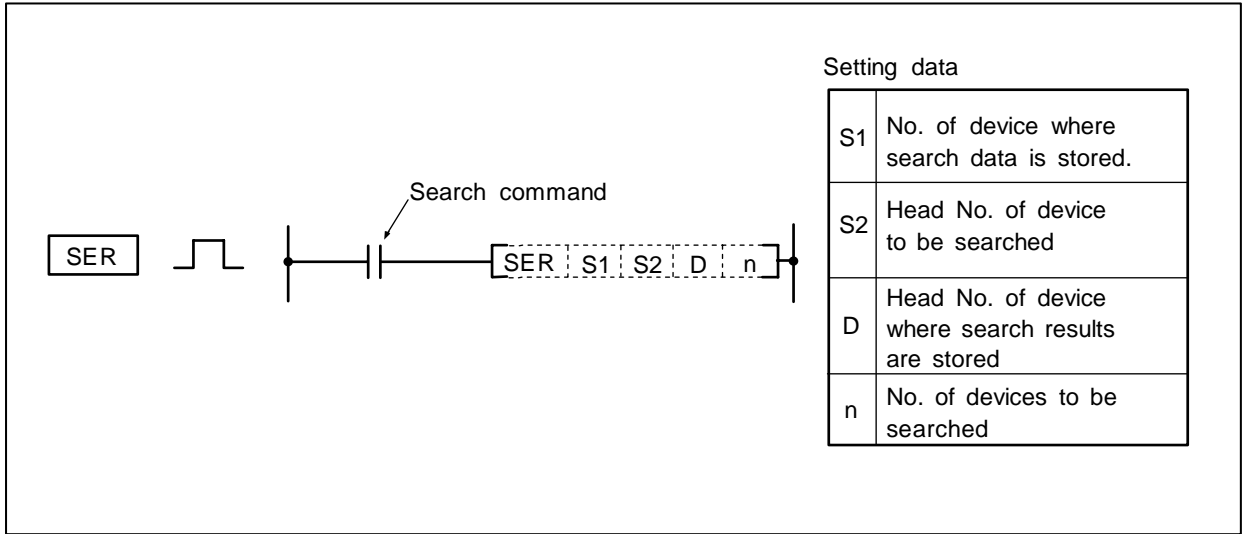 Setting data
Search command
SER
SER S1 S2 D n
S1 No. of device where
search data is stored.
S2 Head No. of device
to be searched
D Head No. of device
where search results
are stored
n No. of devices to be
searched